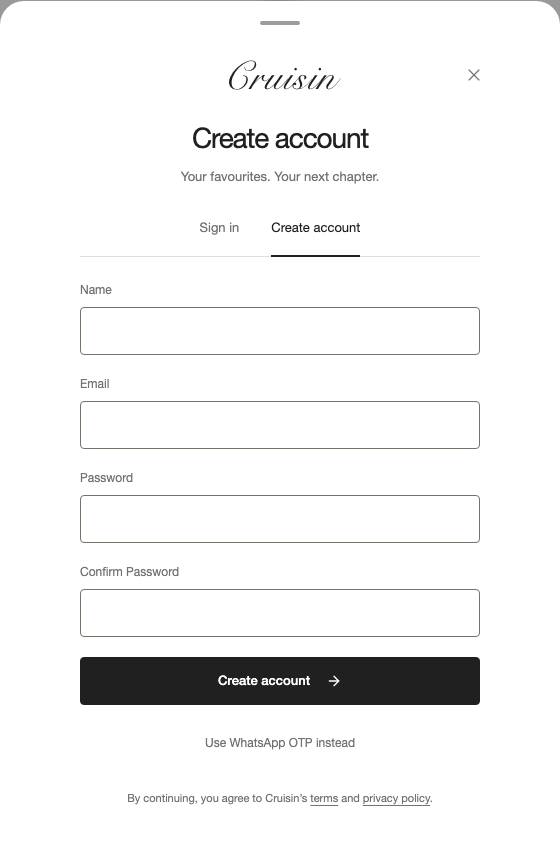 Cruisin
Create account
Your favourites. Your next chapter.
Sign in
Create account
Name
Email
Password
Confirm Password
Create account →
Use WhatsApp OTP instead
By continuing, you agree to Cruisin’s terms and privacy policy.